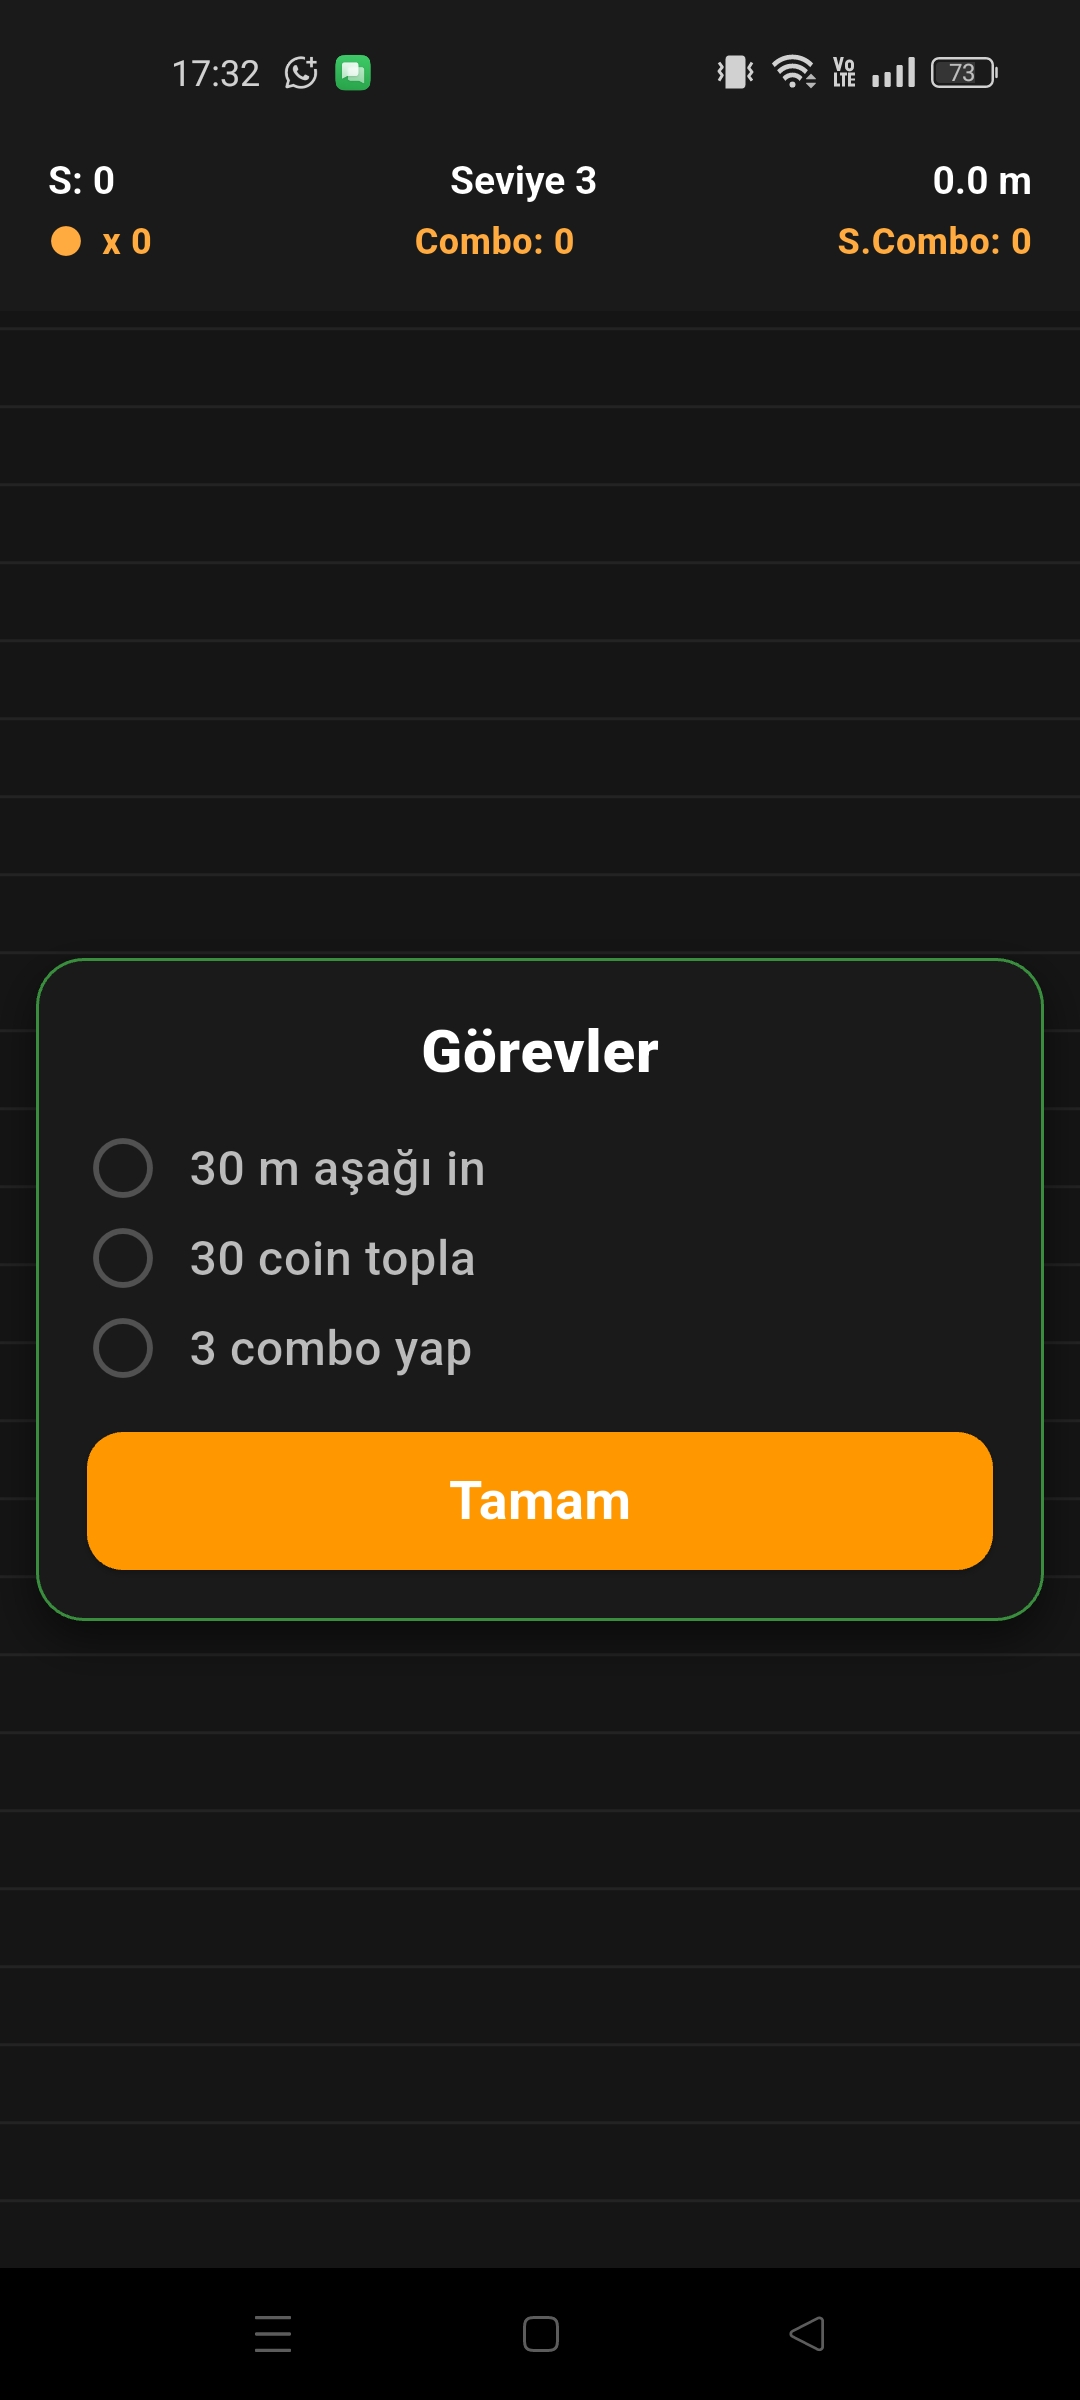 17:32 Vo LTE 73
S: 0 Seviye 3 0.0 m
x 0 Combo: 0 S.Combo: 0
Görevler
30 m aşağı in
30 coin topla
3 combo yap
Tamam